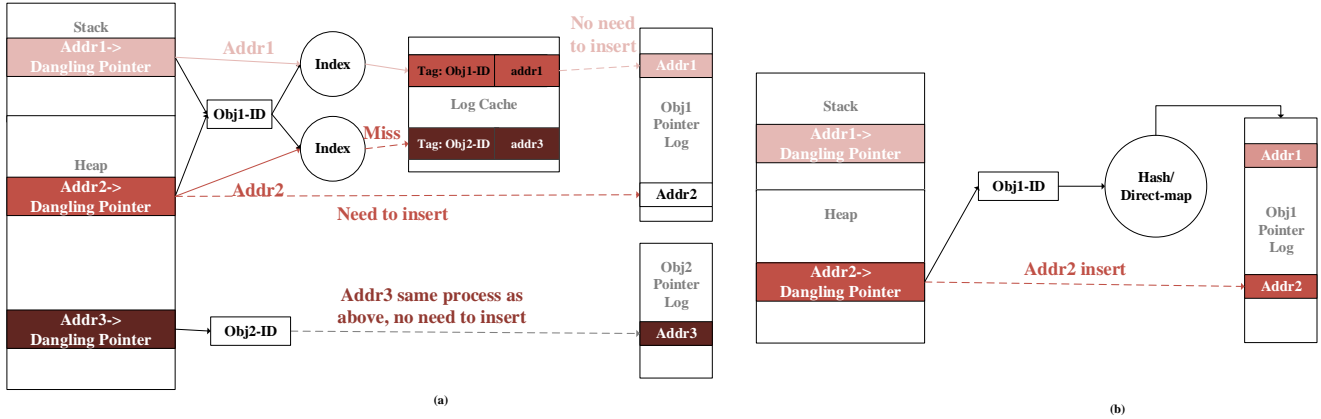 Stack
Addr1->
Dangling Pointer
Heap
Addr2->
Dangling Pointer
Addr3->
Dangling Pointer
Addr1
Obj1-ID
Index
Index
Miss
Addr2
Need to insert
Tag: Obj1-ID
addr1
Log Cache
Tag: Obj2-ID
addr3
No need
to insert
Addr1
Obj1
Pointer
Log
Addr2
Obj2-ID
Addr3 same process as
above, no need to insert
Obj2
Pointer
Log
Addr3
(a)
Stack
Addr1->
Dangling Pointer
Heap
Addr2->
Dangling Pointer
Obj1-ID
Hash/
Direct-map
Addr2 insert
Addr1
Obj1
Pointer
Log
Addr2
(b)